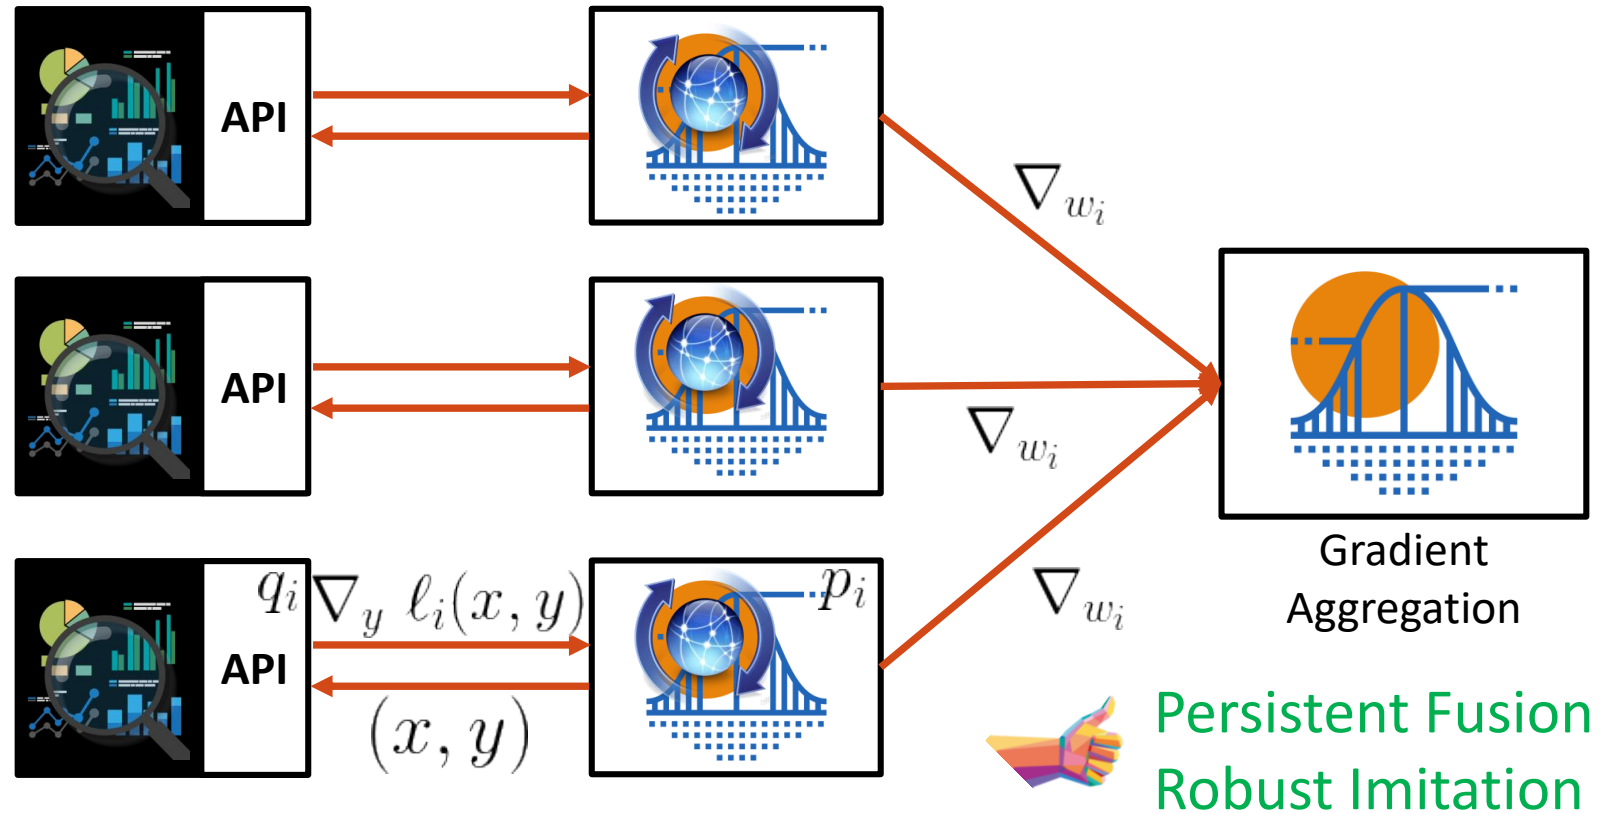 API
∇_{w_i}
API
∇_{w_i}
q_i ∇_y ℓ_i(x, y) p_i
API
(x, y)
∇_{w_i}
Gradient
Aggregation
Persistent Fusion
Robust Imitation